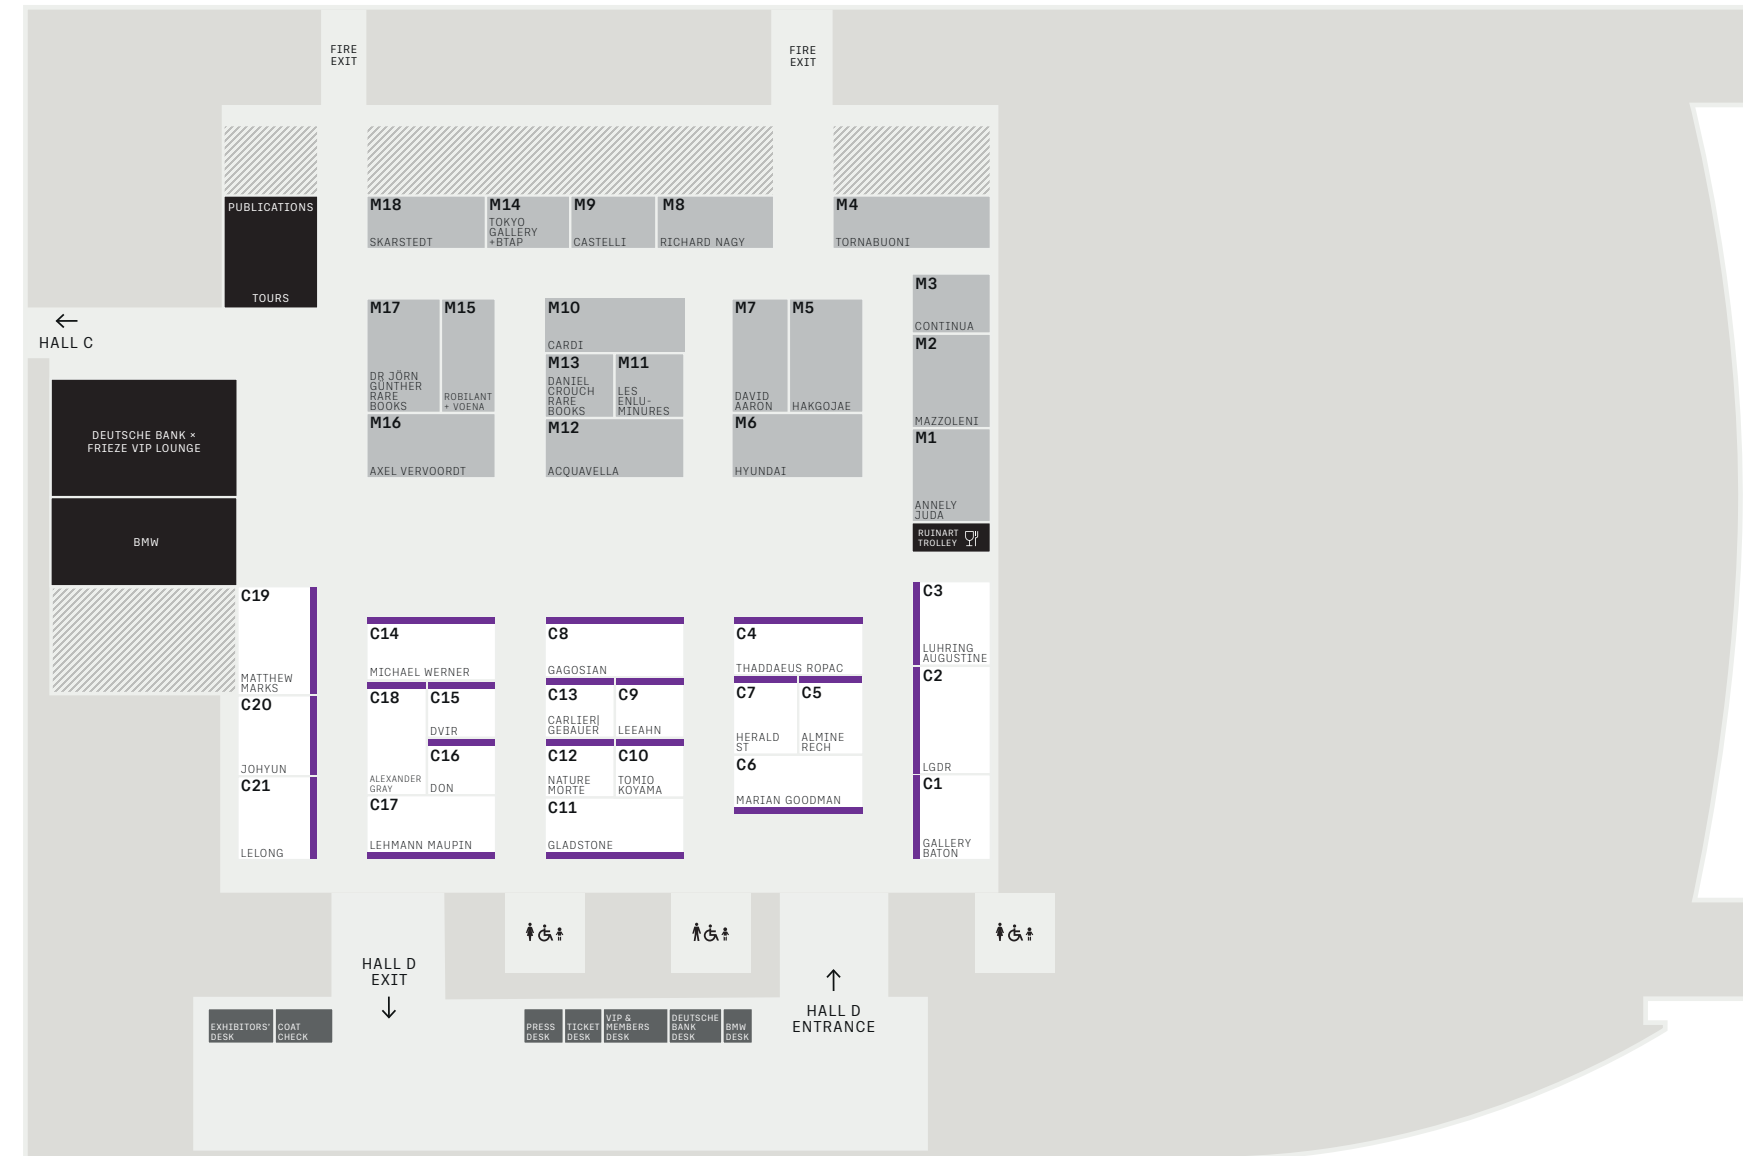 FIRE
EXIT
FIRE
EXIT
PUBLICATIONS
TOURS
M18
SKARSTEDT
M14
TOKYO
GALLERY
+BTAP
M9
CASTELLI
M8
RICHARD NAGY
M4
TORNABUONI
← HALL C
M17
DR JÖRN
GÜNTHER
RARE
BOOKS
M15
ROBILANT
+ VOENA
M16
AXEL VERVOORDT
M10
CARDI
M13
DANIEL
CROUCH
RARE
BOOKS
M11
LES
ENLU-
MINURES
M12
ACQUAVELLA
M7
DAVID
AARON
M5
HAKGOJAE
M6
HYUNDAI
M3
CONTINUA
M2
MAZZOLENI
M1
ANNELY
JUDA
RUINART
TROLLEY
DEUTSCHE BANK ×
FRIEZE VIP LOUNGE
BMW
C19
MATTHEW
MARKS
C20
JOHYUN
C21
LELONG
C14
MICHAEL WERNER
C18
ALEXANDER
GRAY
C15
DVIR
C16
DON
C17
LEHMANN MAUPIN
C8
GAGOSIAN
C13
CARLIER|
GEBAUER
C9
LEEAHN
C12
NATURE
MORTE
C10
TOMIO
KOYAMA
C11
GLADSTONE
C4
THADDAEUS ROPAC
C7
HERALD
ST
C5
ALMINE
RECH
C6
MARIAN GOODMAN
C3
LUHRING
AUGUSTINE
C2
LGDR
C1
GALLERY
BATON
HALL D
EXIT
↓
↑
HALL D
ENTRANCE
EXHIBITORS'
DESK
COAT
CHECK
PRESS
DESK
TICKET
DESK
VIP &
MEMBERS
DESK
DEUTSCHE
BANK
DESK
BMW
DESK